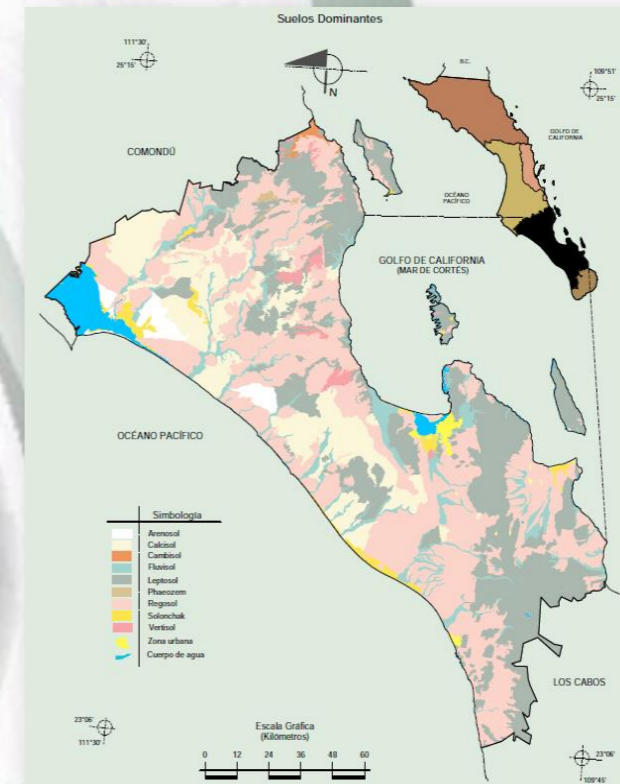 Suelos Dominantes
111°30'
25°15'
N
B.C.
109°51'
25°15'
COMONDÚ
GOLFO DE
CALIFORNIA
OCÉANO
PACÍFICO
GOLFO DE CALIFORNIA
(MAR DE CORTÉS)
OCÉANO PACÍFICO
Simbología
Arenosol
Calcisol
Cambisol
Fluvisol
Leptosol
Phaeozem
Regosol
Solonchak
Vertisol
Zona urbana
Cuerpo de agua
LOS CABOS
23°06'
111°30'
Escala Gráfica
(Kilómetros)
0 12 24 36 48 60
23°06'
109°45'